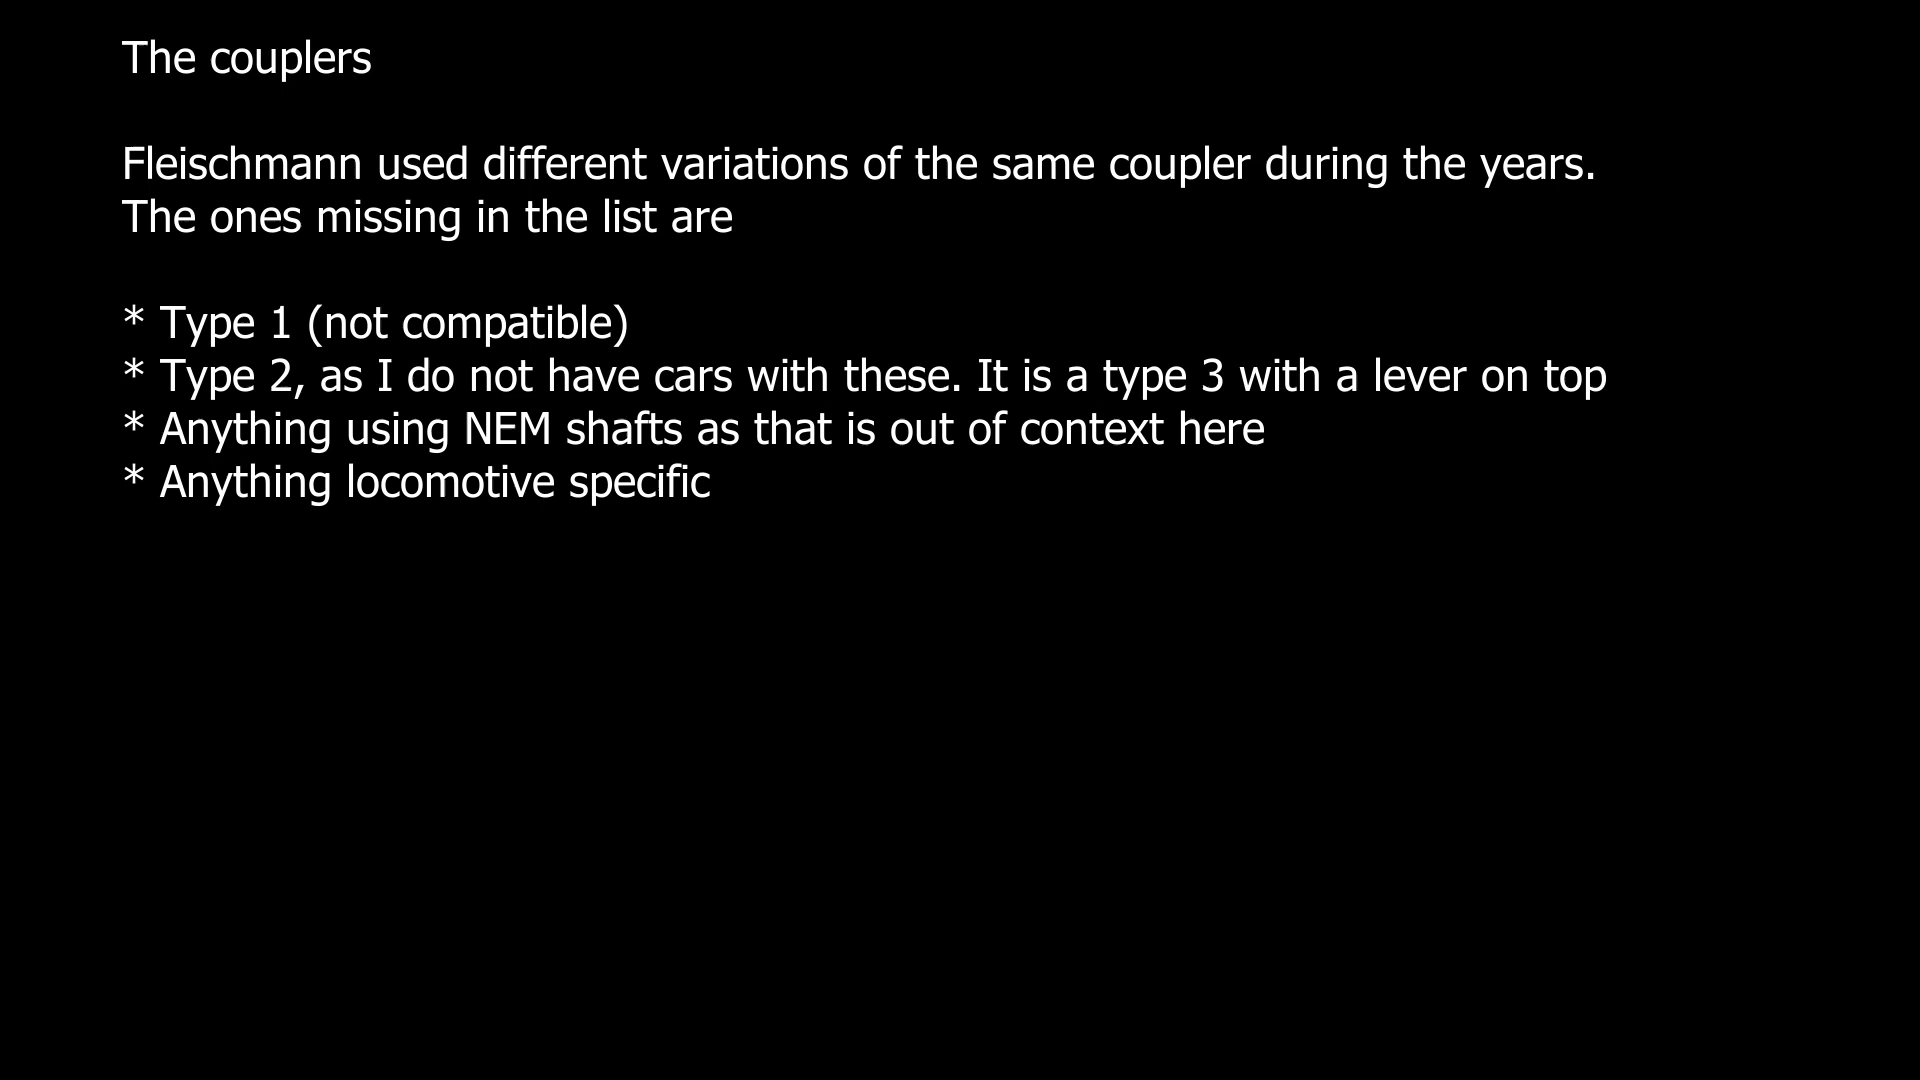 The couplers
Fleischmann used different variations of the same coupler during the years.
The ones missing in the list are
* Type 1 (not compatible)
* Type 2, as I do not have cars with these. It is a type 3 with a lever on top
* Anything using NEM shafts as that is out of context here
* Anything locomotive specific